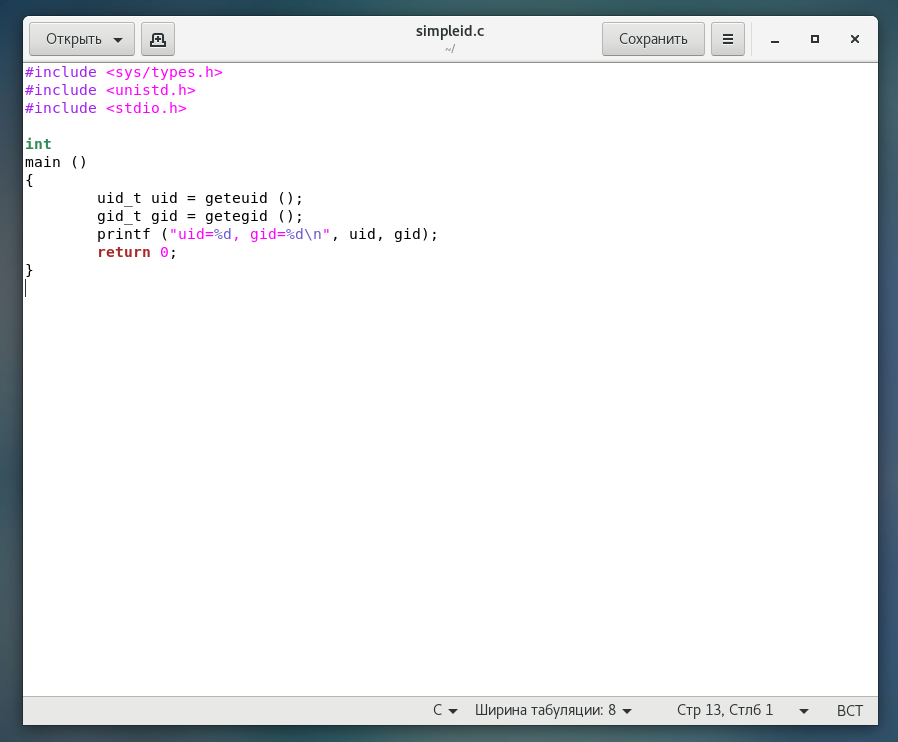 Открыть
simpleid.c
~/
Сохранить
#include <sys/types.h>
#include <unistd.h>
#include <stdio.h>

int
main ()
{
        uid_t uid = geteuid ();
        gid_t gid = getegid ();
        printf ("uid=%d, gid=%d\n", uid, gid);
        return 0;
}
C
Ширина табуляции: 8
Стр 13, Стлб 1
ВСТ